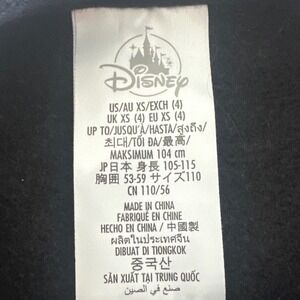 Disney
US/AU XS/EXCH (4)
UK XS (4) EU XS (4)
UP TO/JUSQU'À/HASTA/สูงถึง/
최대/TỐI ĐA/最高/
MAKSIMUM 104 cm
JP日本 身長 105-115
胸囲 53-59 サイズ110
CN 110/56
MADE IN CHINA
FABRIQUÉ EN CHINE
HECHO EN CHINA / 中國製
ผลิตในประเทศจีน
DIBUAT DI TIONGKOK
중국산
SẢN XUẤT TẠI TRUNG QUỐC
صنع في الصين